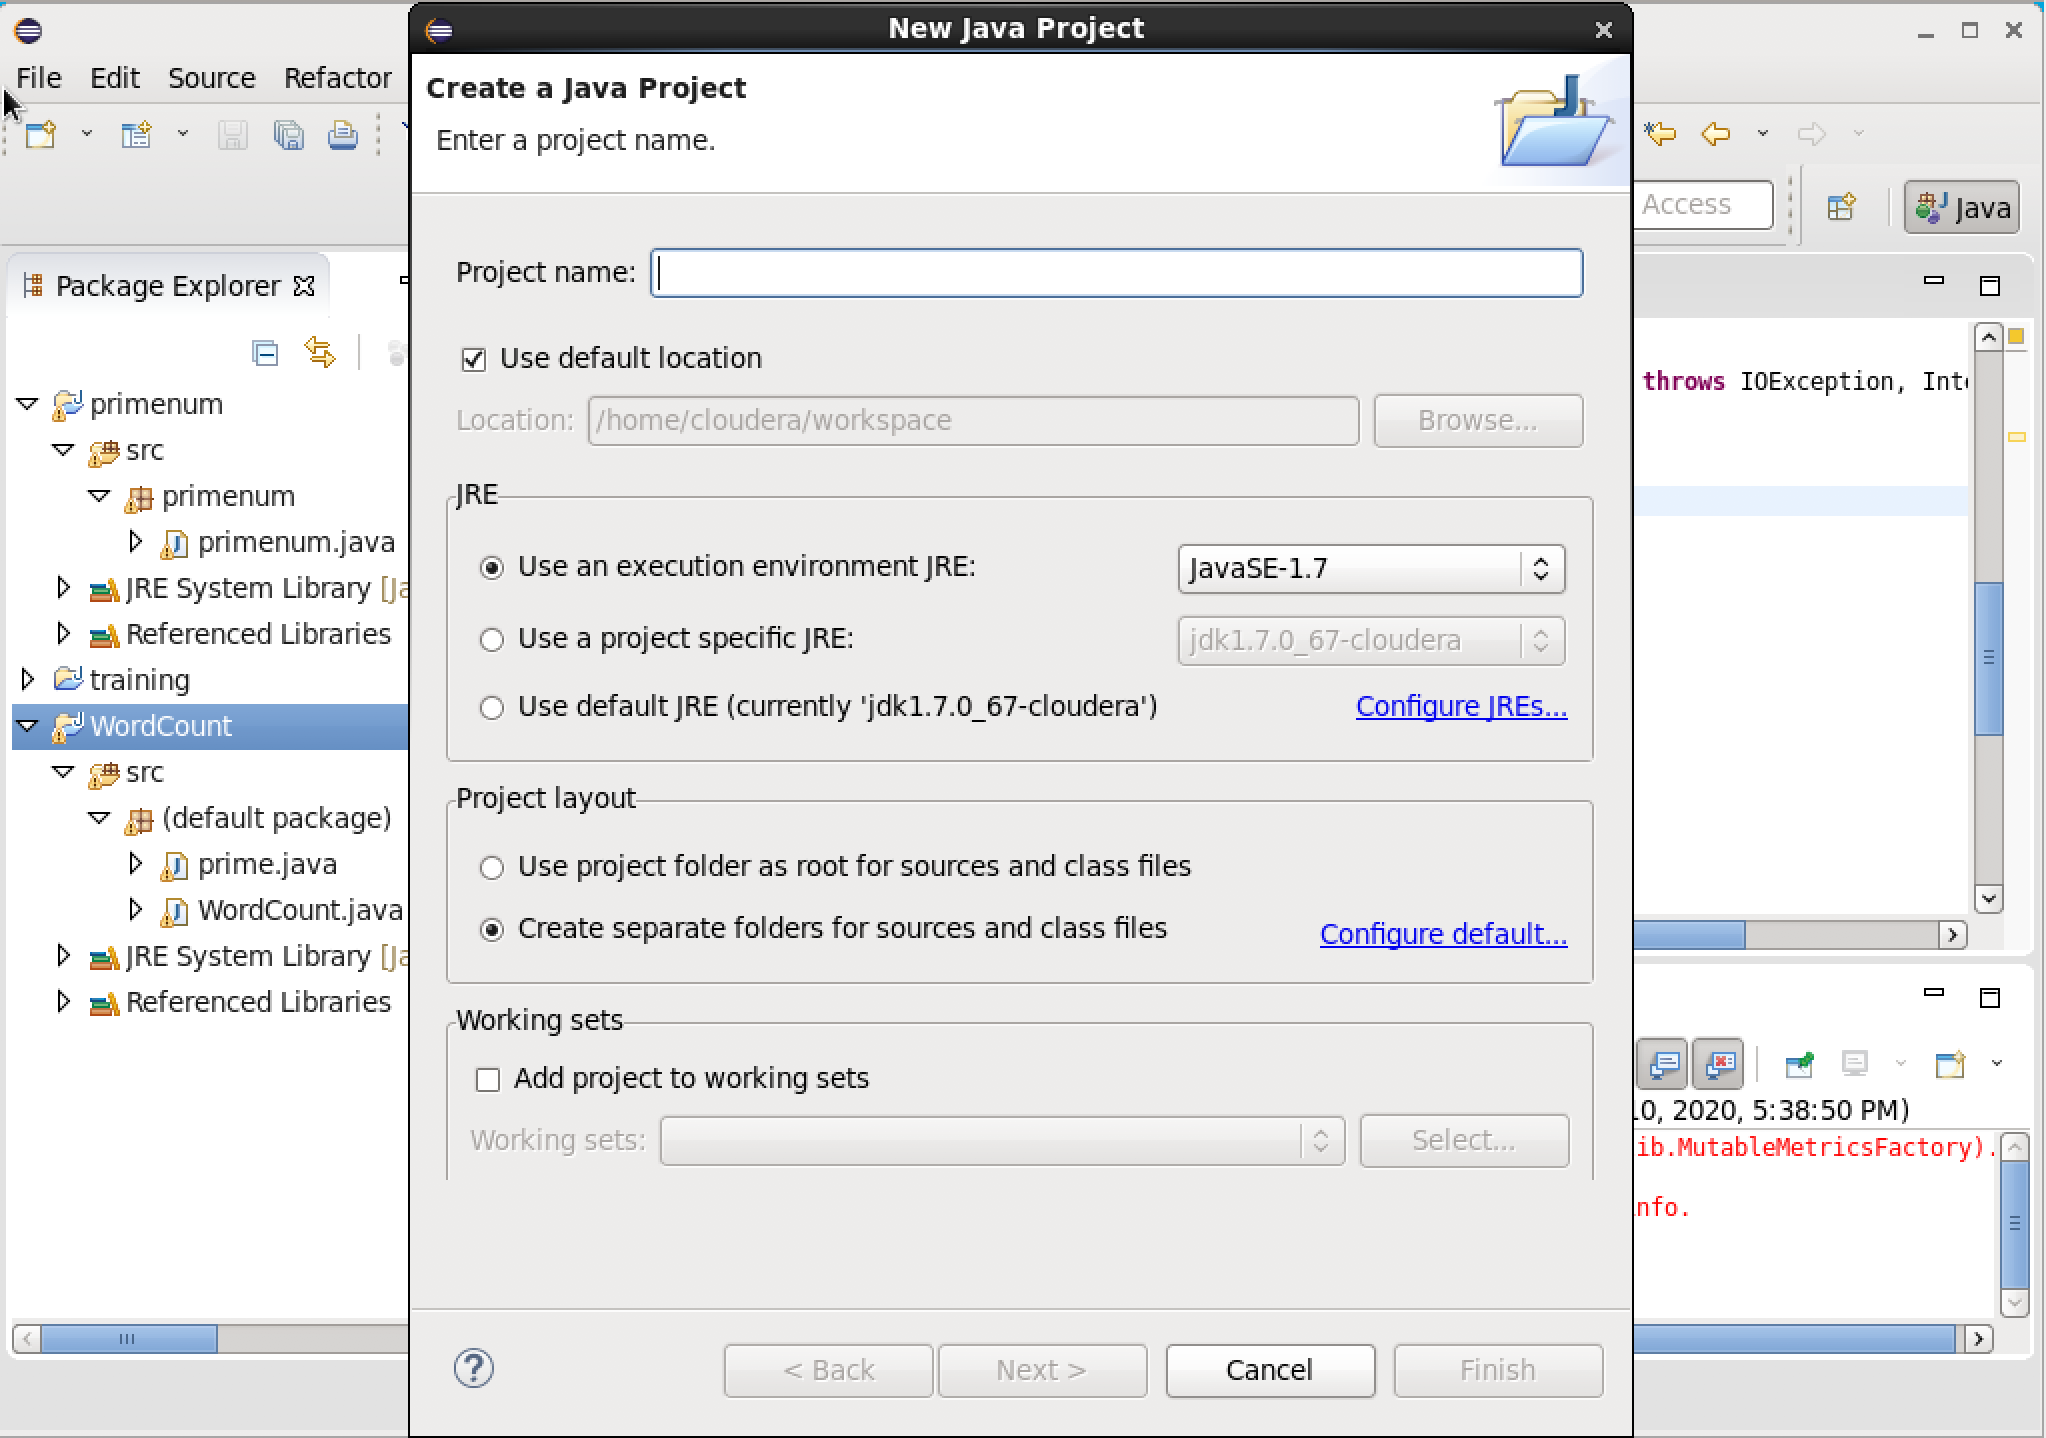 New Java Project
File Edit Source Refactor
Create a Java Project
Enter a project name.
Access
Java
Package Explorer
Project name:
Use default location
Location: /home/cloudera/workspace Browse...
throws IOException, Int
primenum
src
primenum
primenum.java
JRE System Library [Ja
Referenced Libraries
training
WordCount
src
(default package)
prime.java
WordCount.java
JRE System Library [Ja
Referenced Libraries
JRE
Use an execution environment JRE: JavaSE-1.7
Use a project specific JRE: jdk1.7.0_67-cloudera
Use default JRE (currently 'jdk1.7.0_67-cloudera') Configure JREs...
Project layout
Use project folder as root for sources and class files
Create separate folders for sources and class files Configure default...
Working sets
Add project to working sets
Working sets: Select...
10, 2020, 5:38:50 PM)
ib.MutableMetricsFactory).
nfo.
? < Back Next > Cancel Finish